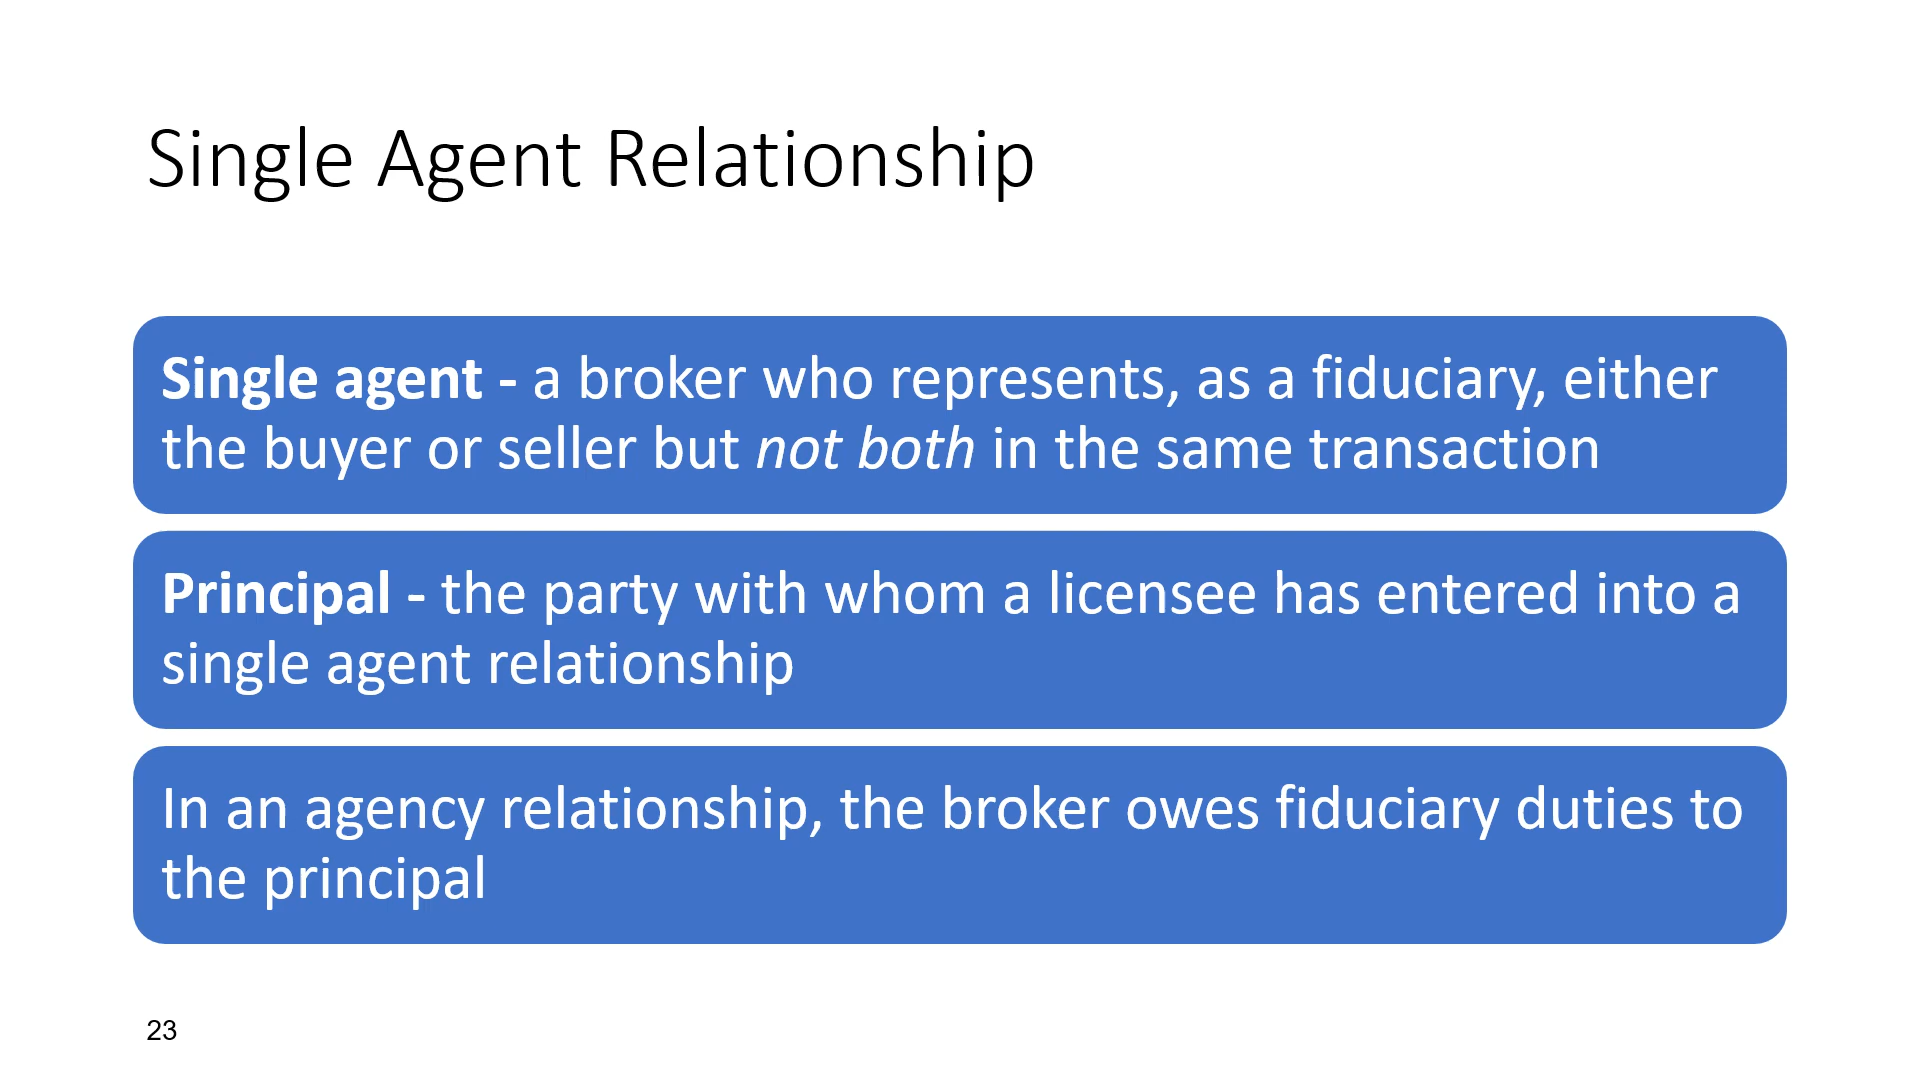 Single Agent Relationship
Single agent - a broker who represents, as a fiduciary, either
the buyer or seller but not both in the same transaction
Principal - the party with whom a licensee has entered into a
single agent relationship
In an agency relationship, the broker owes fiduciary duties to
the principal
23